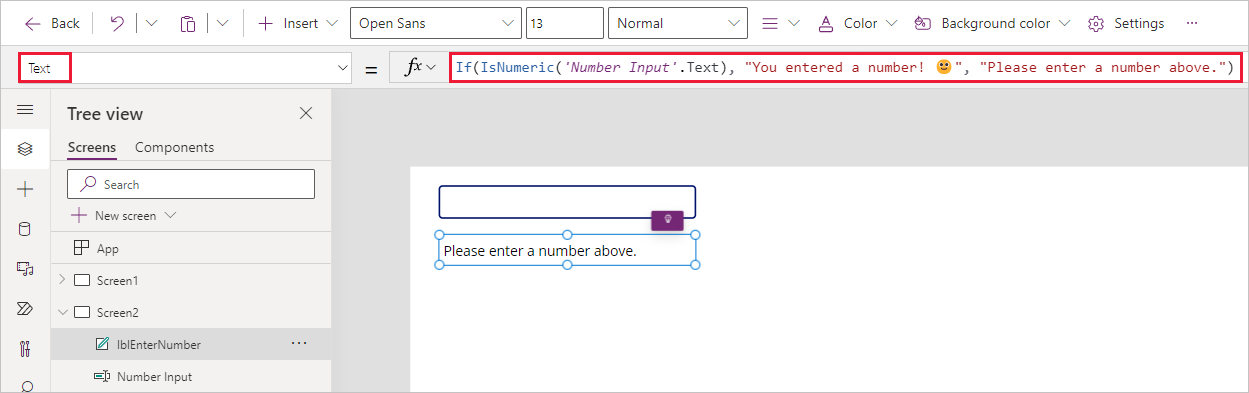 Back Insert Open Sans 13 Normal Color Background color Settings ...
Text = fx If(IsNumeric('Number Input'.Text), "You entered a number! 🙂", "Please enter a number above.")
Tree view
Screens Components
Search
New screen
App
Screen1
Screen2
lblEnterNumber ...
Number Input
Please enter a number above.